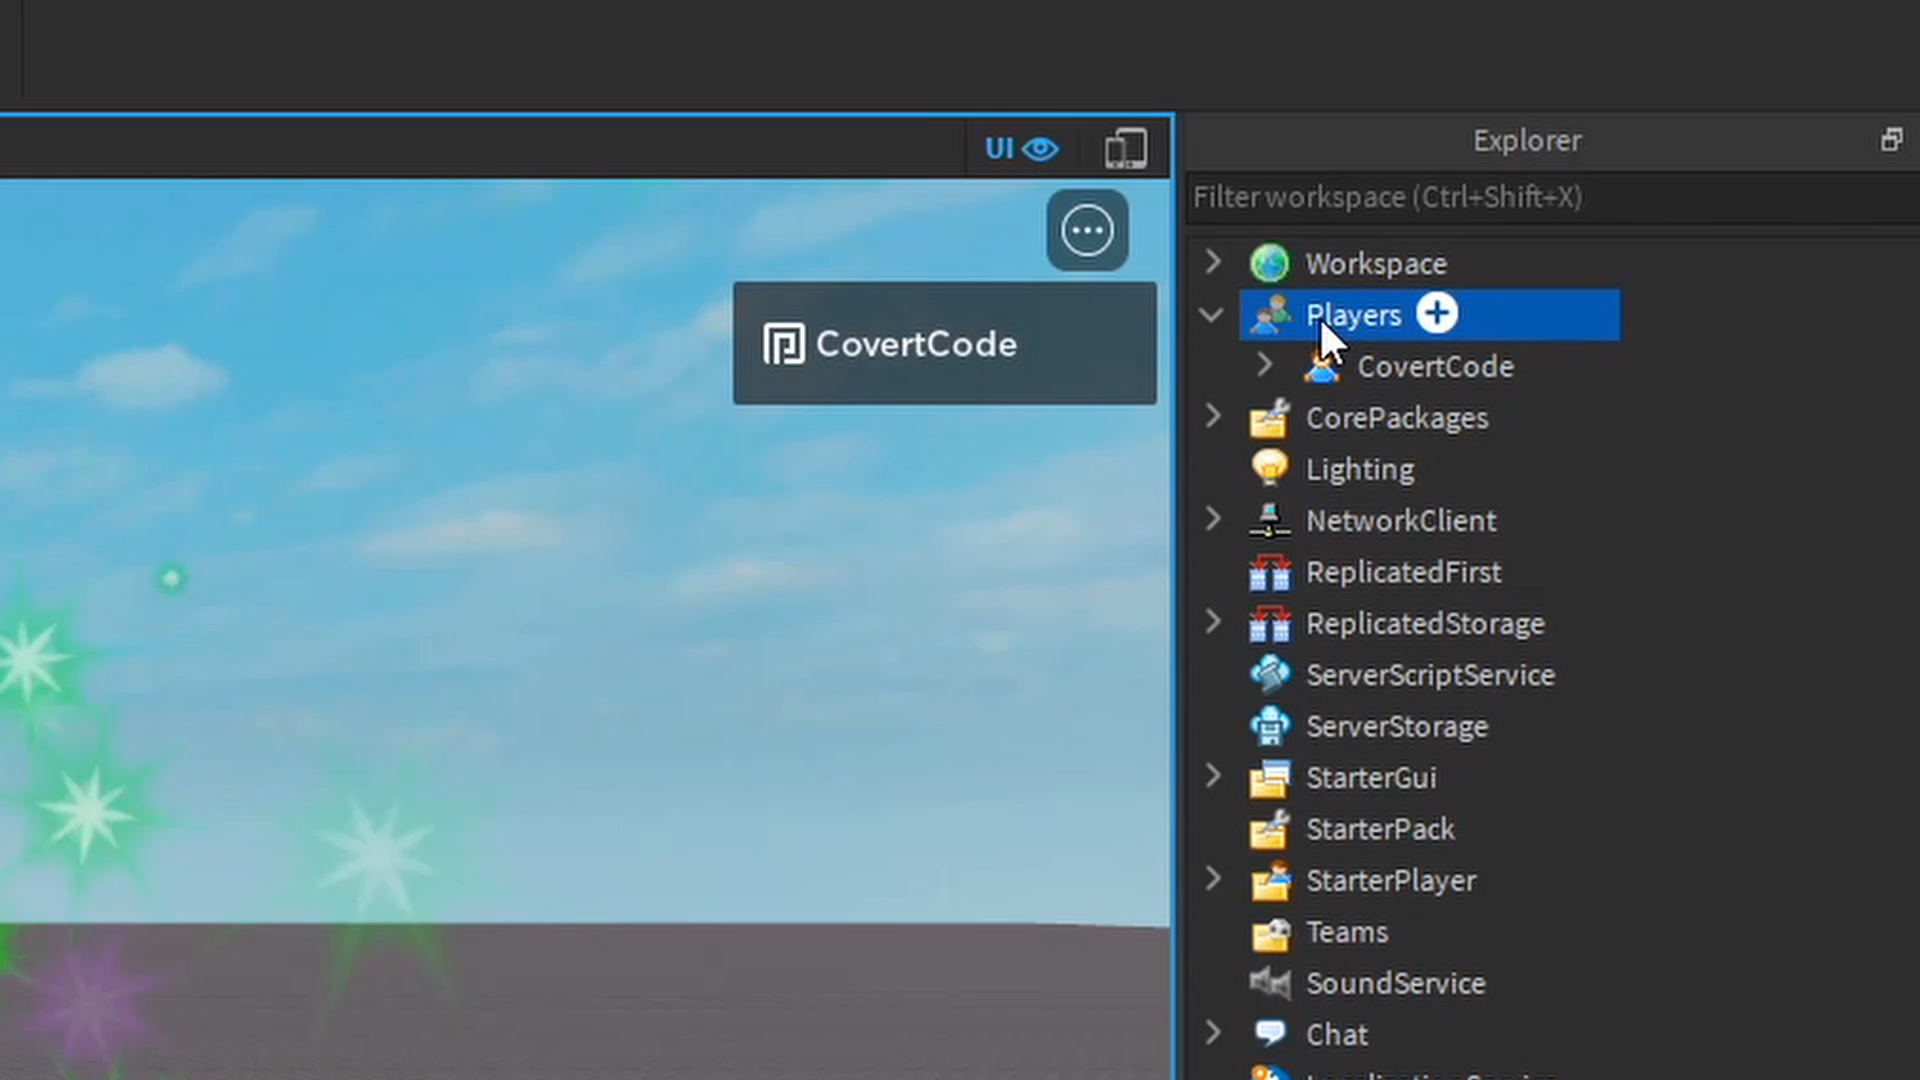 UI
Explorer
Filter workspace (Ctrl+Shift+X)
Workspace
CovertCode
Players
CovertCode
CorePackages
Lighting
NetworkClient
ReplicatedFirst
ReplicatedStorage
ServerScriptService
ServerStorage
StarterGui
StarterPack
StarterPlayer
Teams
SoundService
Chat